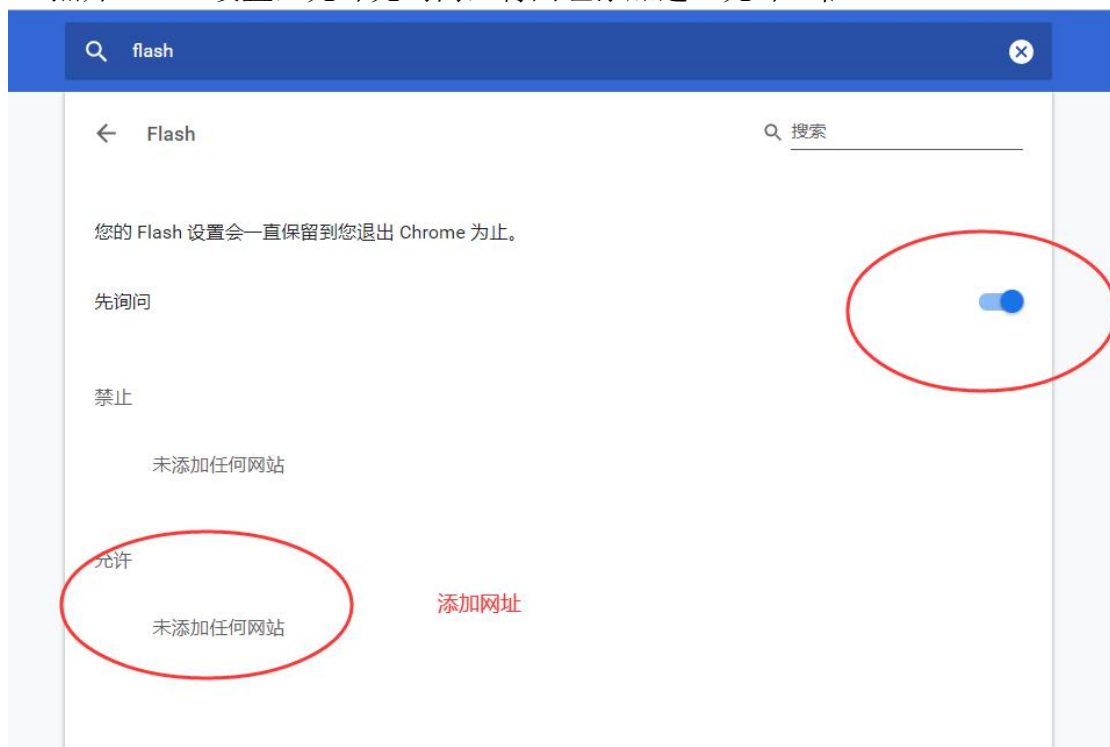 flash
Flash
搜索
您的 Flash 设置会一直保留到您退出 Chrome 为止。
先询问
禁止
未添加任何网站
允许
添加网址
未添加任何网站